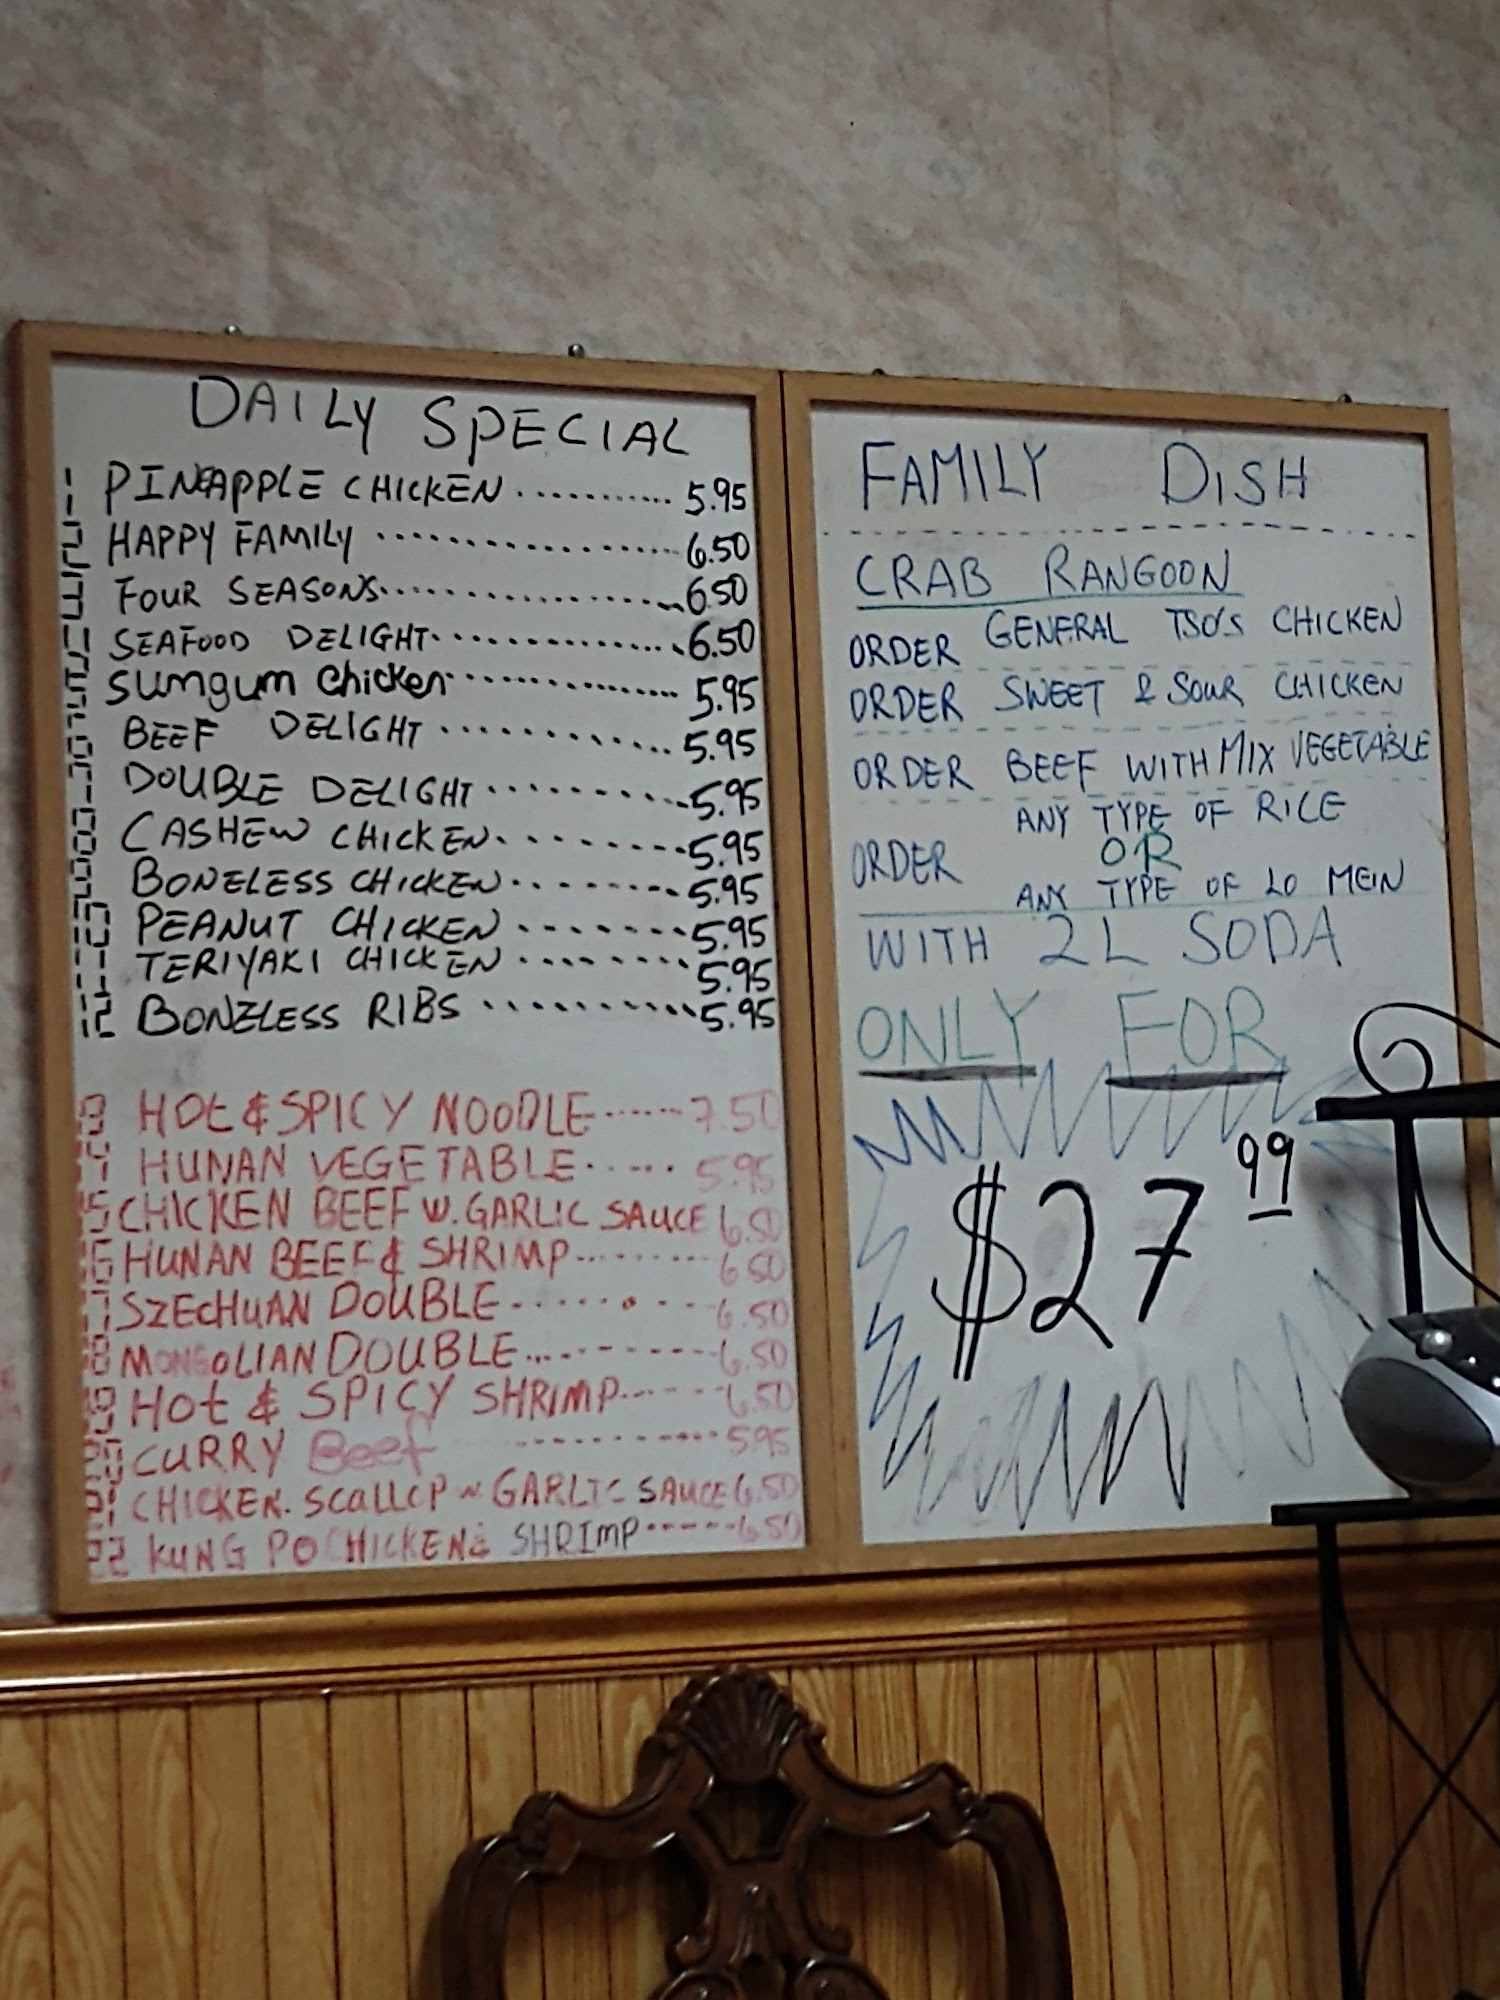 DAILY SPECIAL
1 PINEAPPLE CHICKEN .......... 5.95
2 HAPPY FAMILY ............... 6.50
3 FOUR SEASONS ............... 6.50
4 SEAFOOD DELIGHT ............ 6.50
5 sumgum chicken ............. 5.95
6 BEEF DELIGHT ............ 5.95
7 DOUBLE DELIGHT .......... 5.95
8 CASHEW CHICKEN ......... 5.95
9 BONELESS CHICKEN ........ 5.95
10 PEANUT CHICKEN ........ 5.95
11 TERIYAKI CHICKEN ........ 5.95
12 BONELESS RIBS .......... 5.95
13 HOt & SPICY NOODLE ...... 7.50
14 HUNAN VEGETABLE ..... 5.95
15 CHICKEN BEEF W. GARLIC SAUCE 6.50
16 HUNAN BEEF & SHRIMP ........ 6.50
17 SZECHUAN DOUBLE ........ 6.50
18 MONGOLIAN DOUBLE .......... 6.50
19 HOt & SPICY SHRIMP ...... 6.50
20 CURRY Beef .......... 5.95
21 CHICKEN. SCALLOP W GARLIC SAUCE 6.50
22 KUNG PO CHICKEN & SHRIMP ...... 6.50
FAMILY DISH
CRAB RANGOON
ORDER GENERAL TSO'S CHICKEN
ORDER SWEET & SOUR CHICKEN
ORDER BEEF WITH MIX VEGETABLE
ANY TYPE OF RICE
ORDER OR
ANY TYPE OF LO MEIN
WITH 2L SODA
ONLY FOR
$27 99